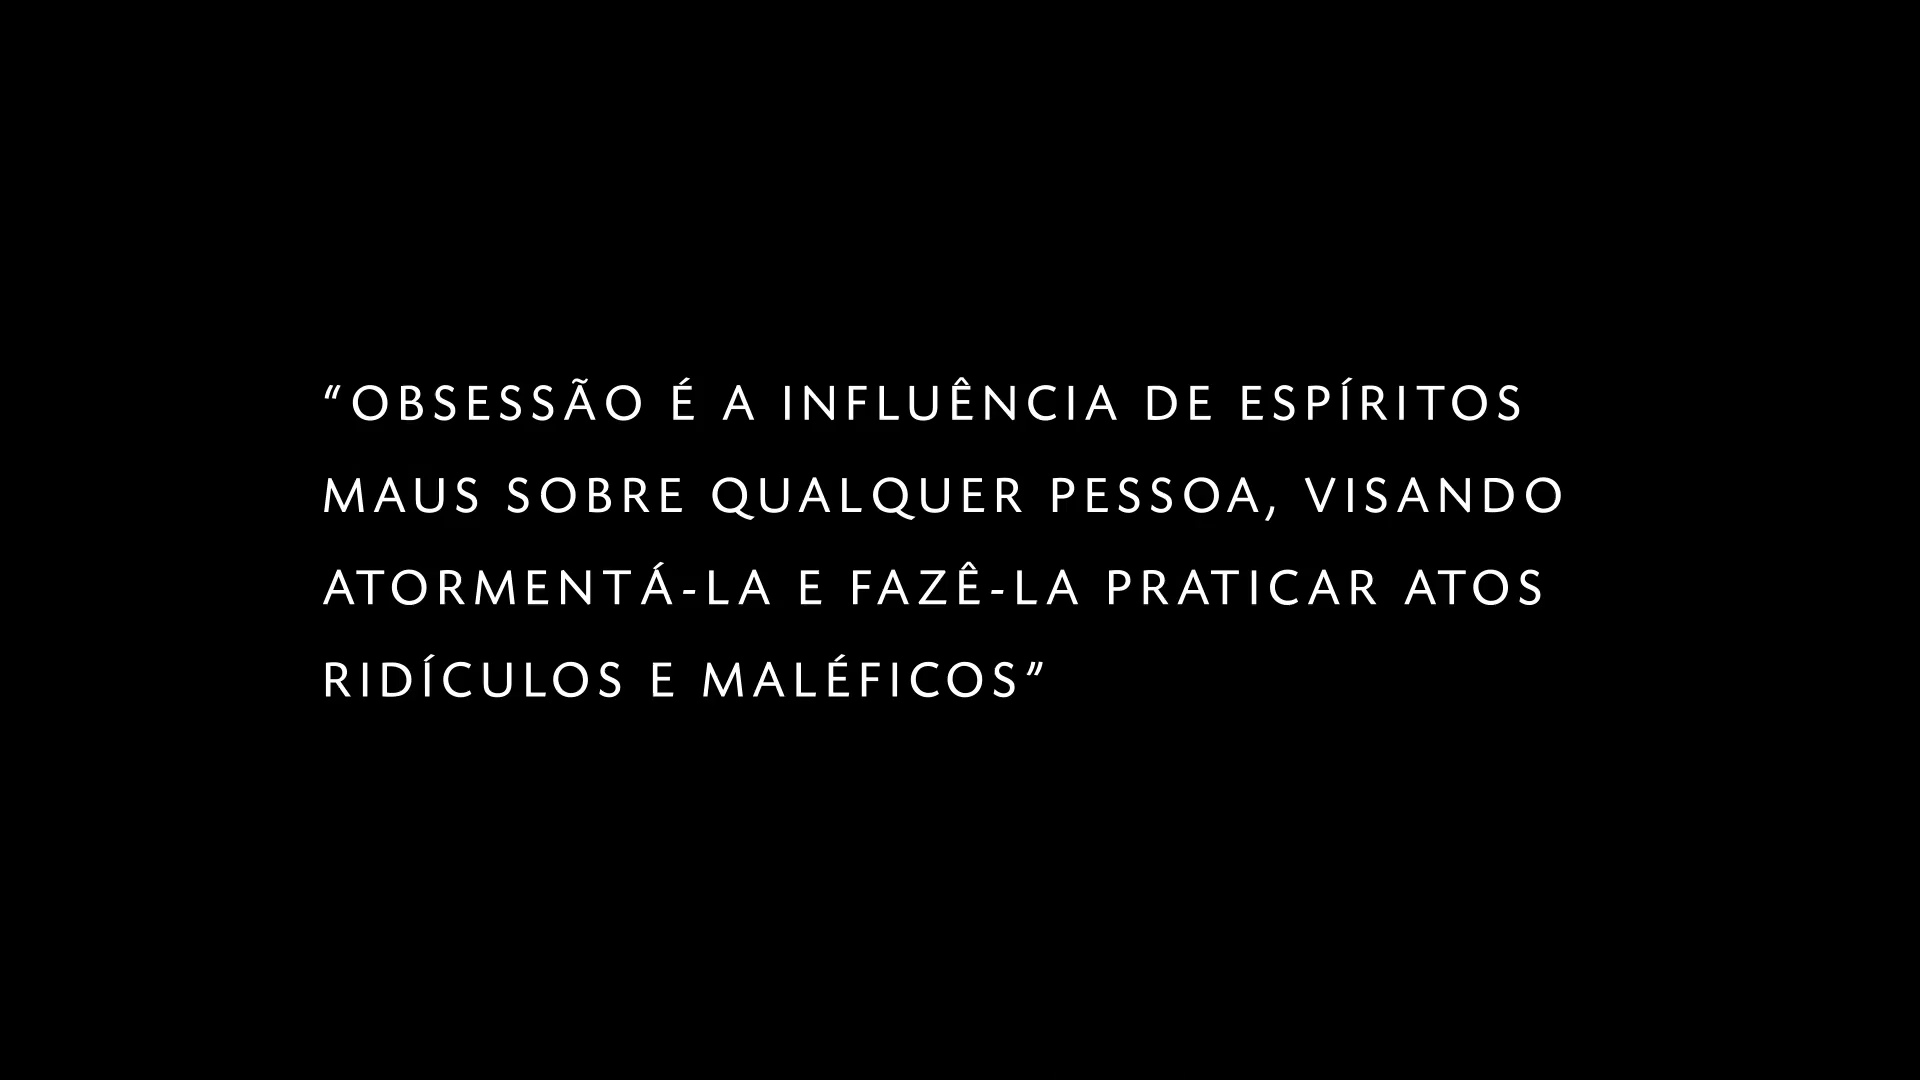 “OBSESSÃO É A INFLUÊNCIA DE ESPÍRITOS
MAUS SOBRE QUALQUER PESSOA, VISANDO
ATORMENTÁ-LA E FAZÊ-LA PRATICAR ATOS
RIDÍCULOS E MALÉFICOS”